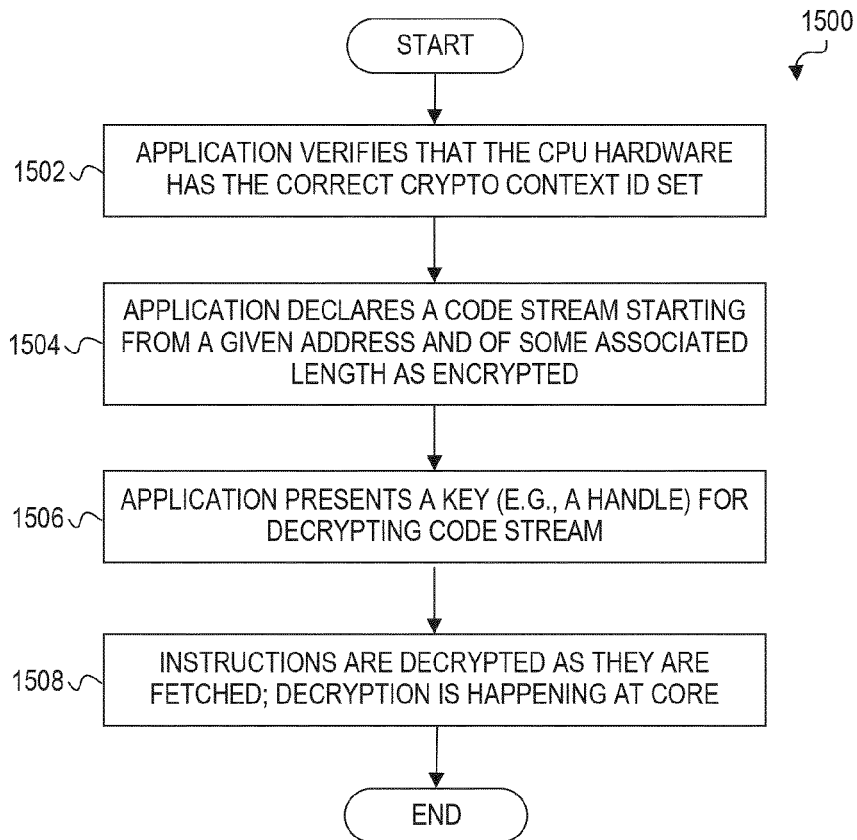 1500
START
1502
APPLICATION VERIFIES THAT THE CPU HARDWARE
HAS THE CORRECT CRYPTO CONTEXT ID SET
1504
APPLICATION DECLARES A CODE STREAM STARTING
FROM A GIVEN ADDRESS AND OF SOME ASSOCIATED
LENGTH AS ENCRYPTED
1506
APPLICATION PRESENTS A KEY (E.G., A HANDLE) FOR
DECRYPTING CODE STREAM
1508
INSTRUCTIONS ARE DECRYPTED AS THEY ARE
FETCHED; DECRYPTION IS HAPPENING AT CORE
END